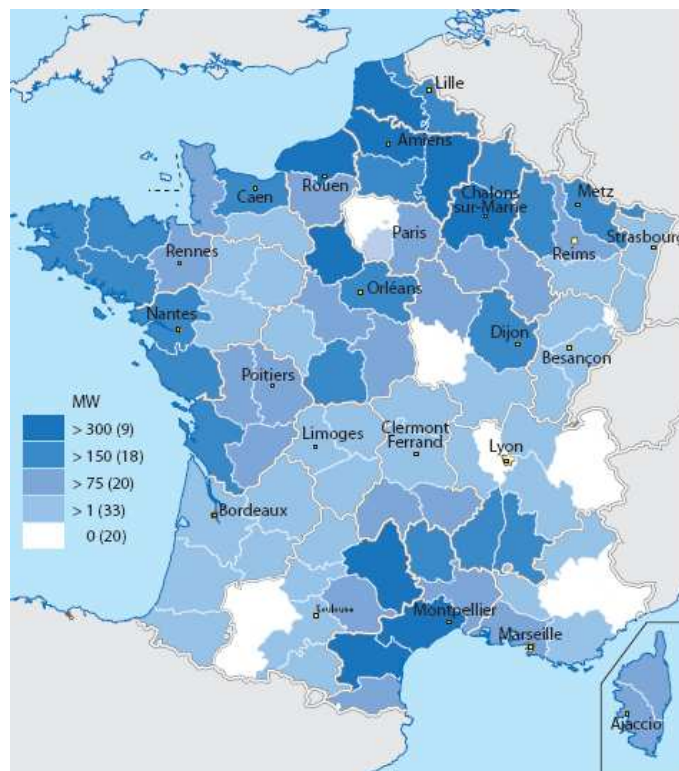 Lille
Amiens
Rouen
Caen
Chalons
sur-Marne
Metz
Paris
Reims
Strasbourg
Rennes
Orléans
Nantes
Dijon
Besançon
Poitiers
MW
> 300 (9)
> 150 (18)
> 75 (20)
> 1 (33)
0 (20)
Limoges
Clermont
Ferrand
Lyon
Bordeaux
Montpellier
Marseille
Ajaccio